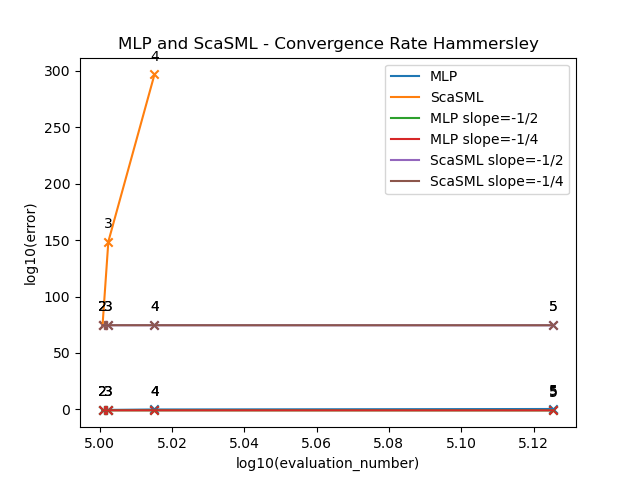 MLP and ScaSML - Convergence Rate Hammersley
4
300
MLP
ScaSML
MLP slope=-1/2
MLP slope=-1/4
ScaSML slope=-1/2
ScaSML slope=-1/4
250
200
3
150
100
2 3 4 5
50
2 3 4 5
0
log10(error)
5.00 5.02 5.04 5.06 5.08 5.10 5.12
log10(evaluation_number)